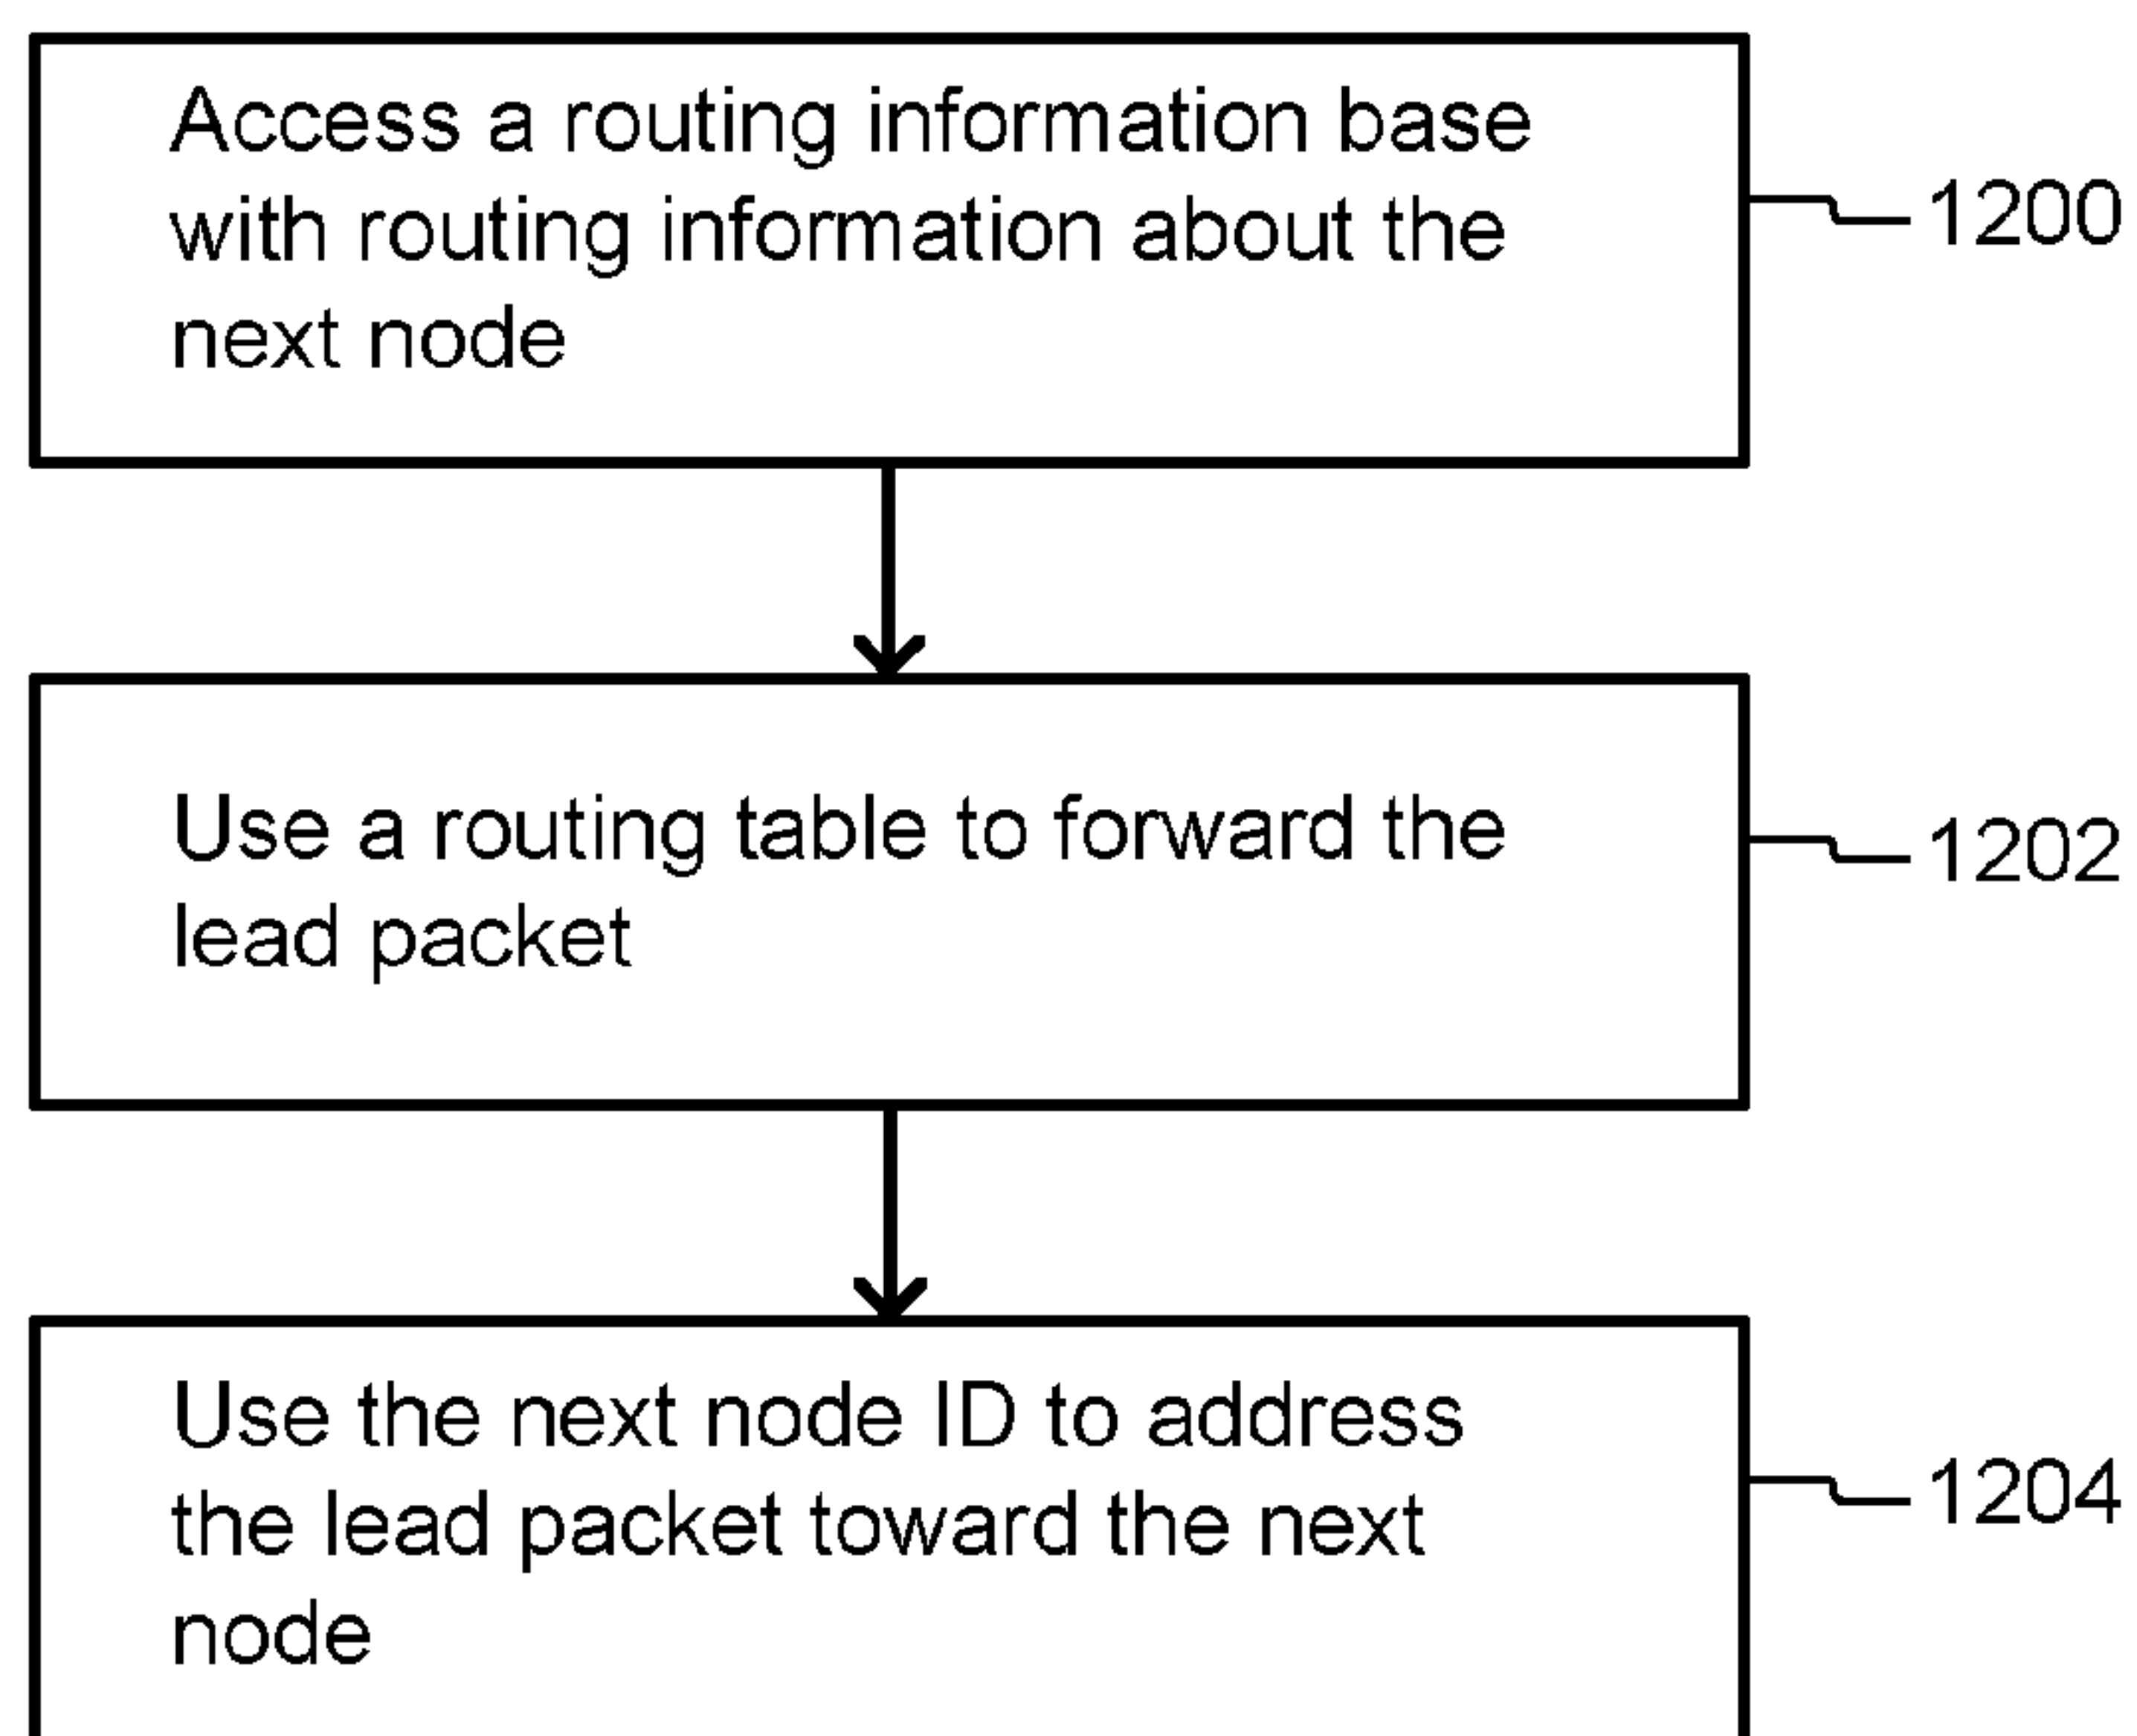 Access a routing information base
with routing information about the
next node
1200
Use a routing table to forward the
lead packet
1202
Use the next node ID to address
the lead packet toward the next
node
1204